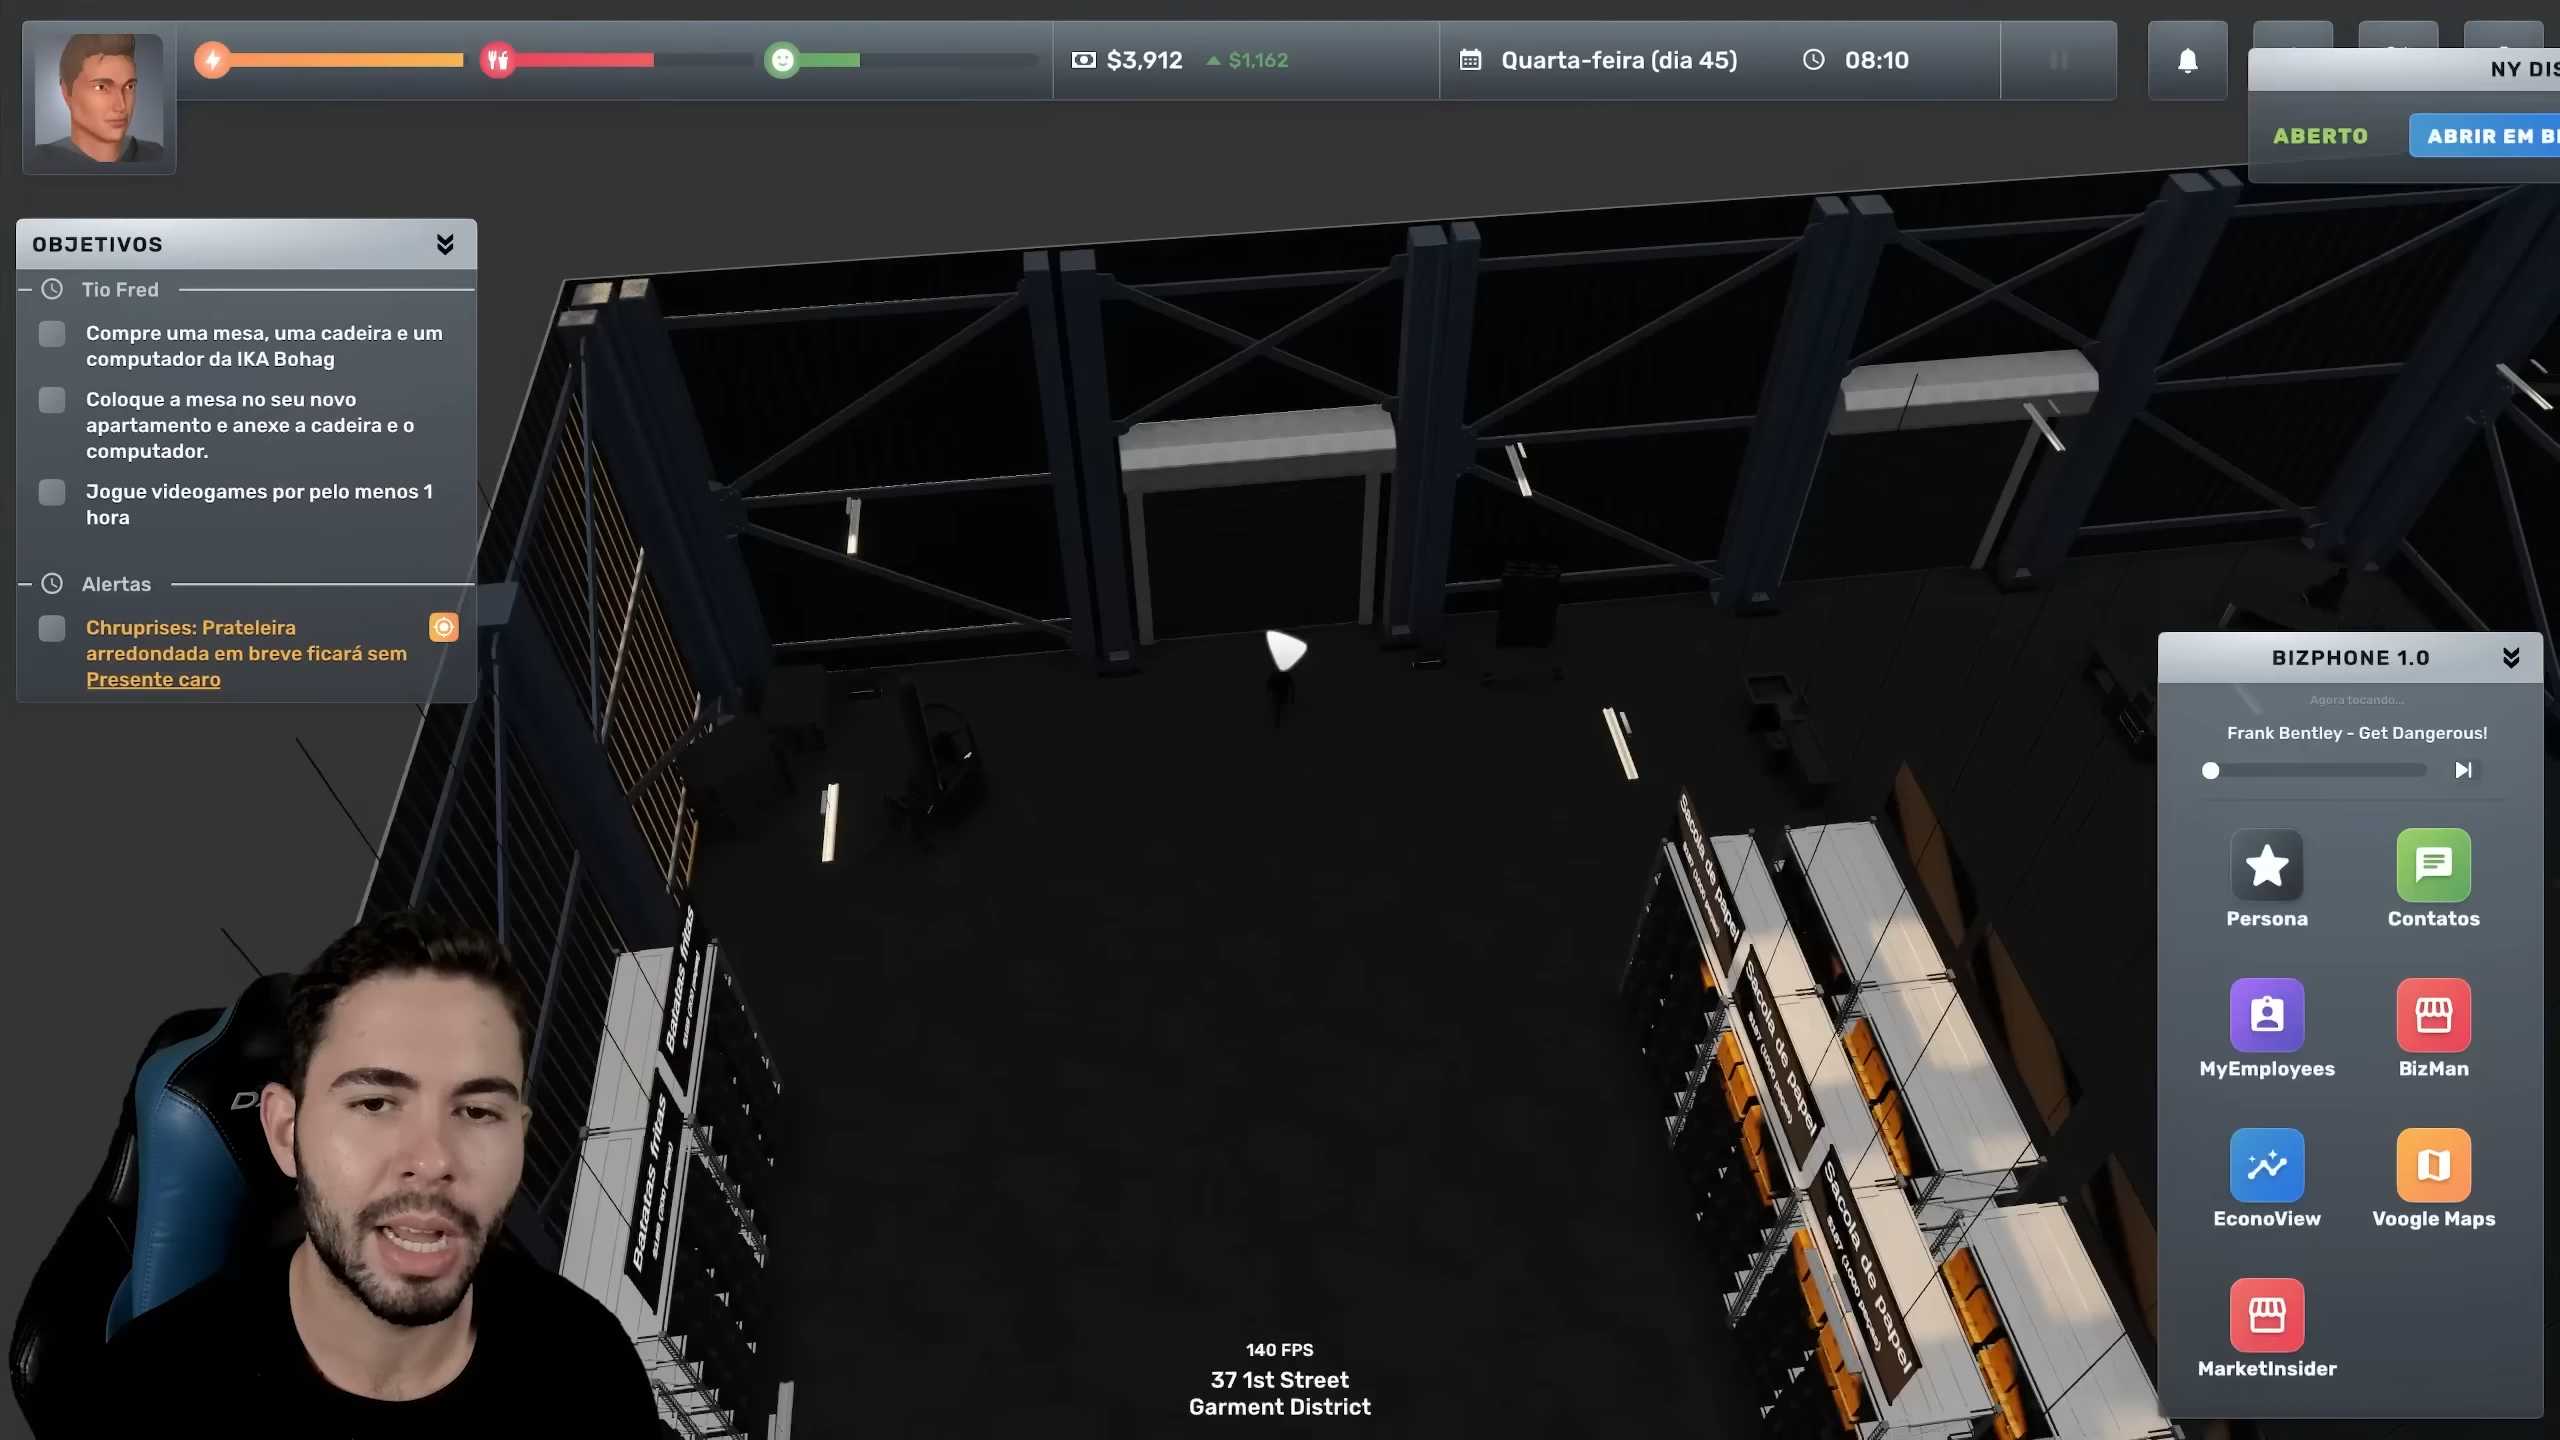 $3,912 $1,162
Quarta-feira (dia 45) 08:10
NY DIS
ABERTO
ABRIR EM B
OBJETIVOS
Tio Fred
Compre uma mesa, uma cadeira e um
computador da IKA Bohag
Coloque a mesa no seu novo
apartamento e anexe a cadeira e o
computador.
Jogue videogames por pelo menos 1
hora
Alertas
Chruprises: Prateleira
arredondada em breve ficará sem
Presente caro
BIZPHONE 1.0
Agora tocando...
Frank Bentley - Get Dangerous!
Persona
Contatos
MyEmployees
BizMan
EconoView
Voogle Maps
MarketInsider
Batatas fritas
Batatas fritas
Sacola de papel
Sacola de papel
Sacola de papel
140 FPS
37 1st Street
Garment District